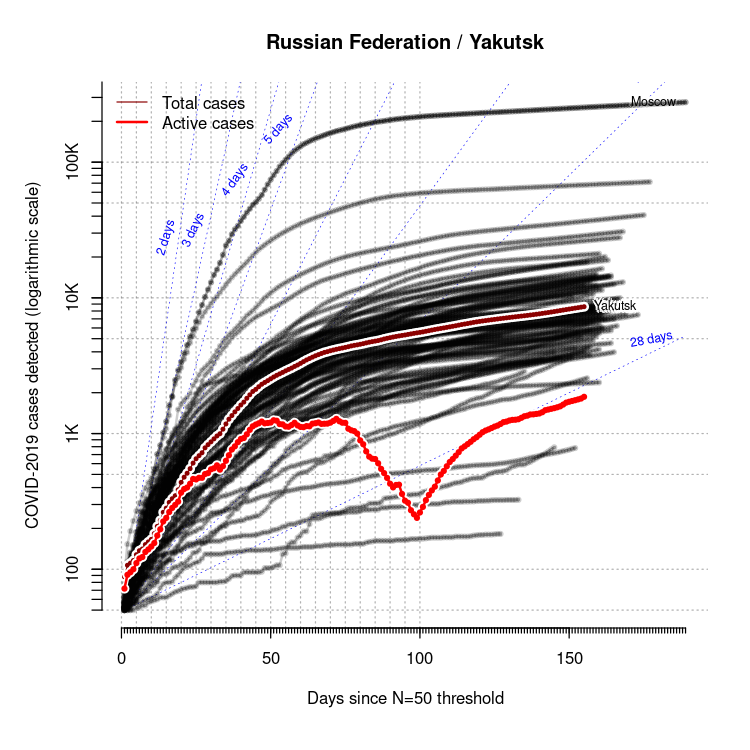 Russian Federation / Yakutsk
Total cases
Active cases
Moscow
Yakutsk
2 days
3 days
4 days
5 days
28 days
COVID-2019 cases detected (logarithmic scale)
100K
10K
1K
100
0 50 100 150
Days since N=50 threshold